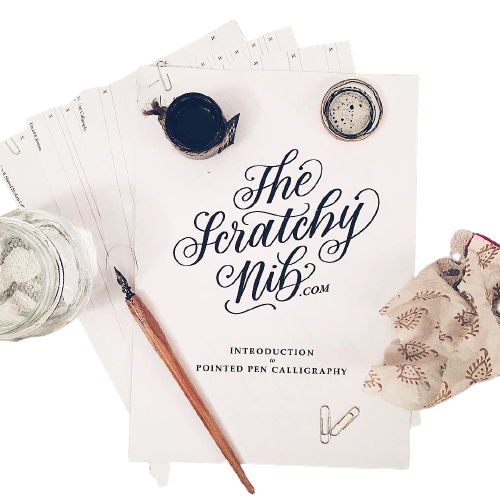 The
Scratchy
Nib.COM
INTRODUCTION
to
POINTED PEN CALLIGRAPHY